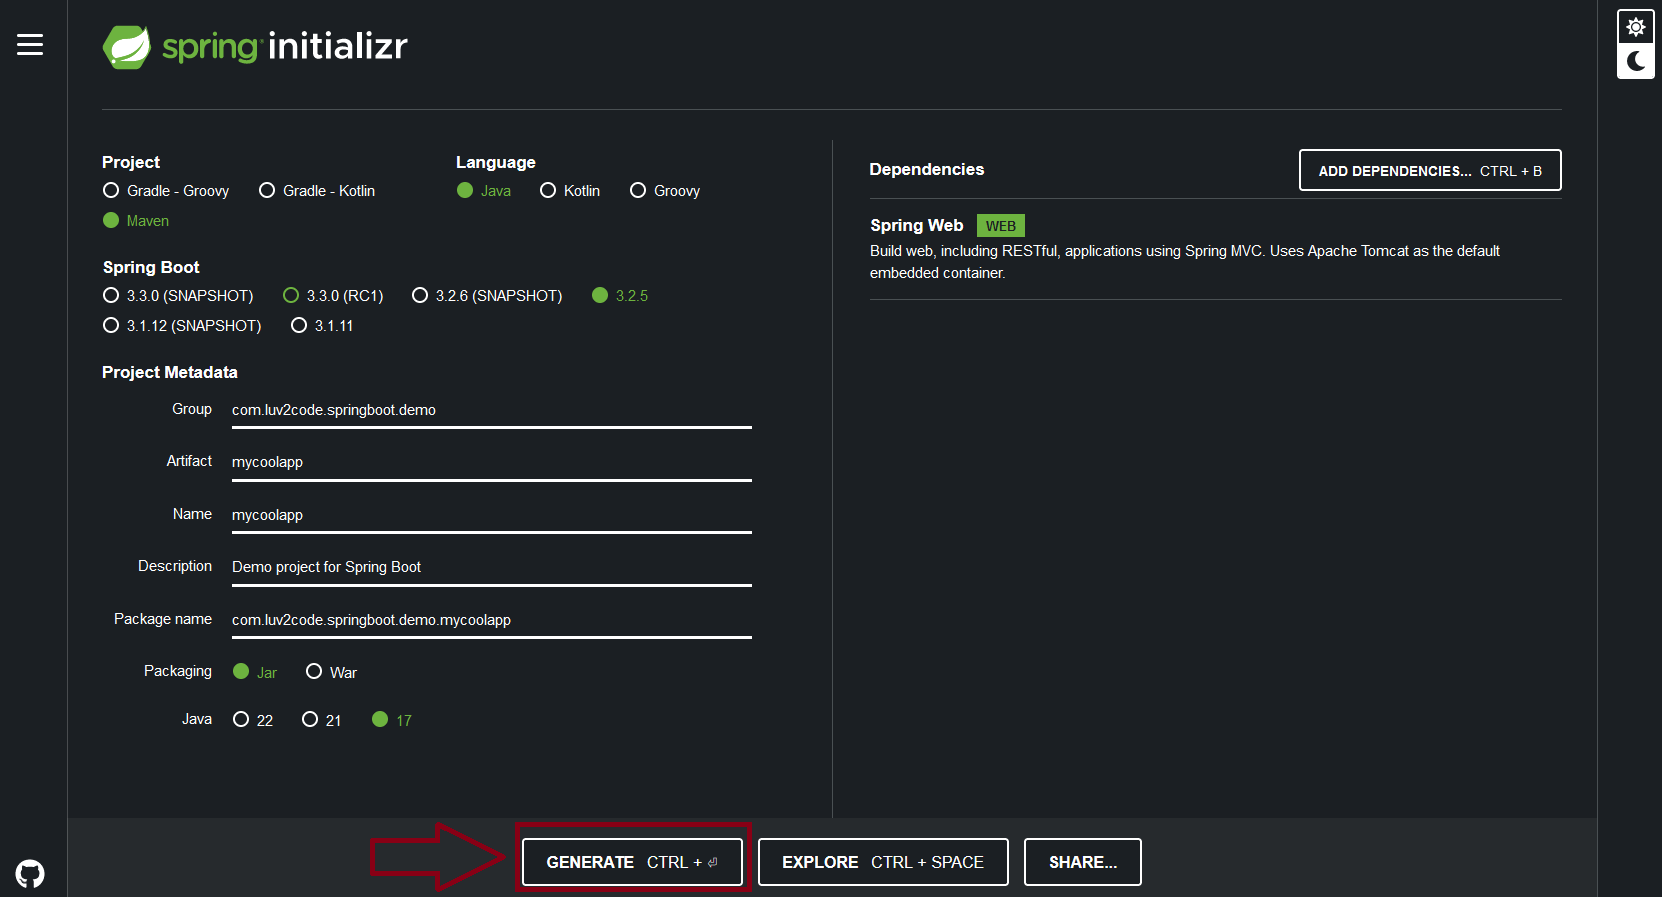 spring initializr
Project
Gradle - Groovy Gradle - Kotlin
Maven
Language
Java Kotlin Groovy
Spring Boot
3.3.0 (SNAPSHOT) 3.3.0 (RC1) 3.2.6 (SNAPSHOT) 3.2.5
3.1.12 (SNAPSHOT) 3.1.11
Project Metadata
Group com.luv2code.springboot.demo
Artifact mycoolapp
Name mycoolapp
Description Demo project for Spring Boot
Package name com.luv2code.springboot.demo.mycoolapp
Packaging Jar War
Java 22 21 17
Dependencies
ADD DEPENDENCIES... CTRL + B
Spring Web WEB
Build web, including RESTful, applications using Spring MVC. Uses Apache Tomcat as the default
embedded container.
GENERATE CTRL + ⏎
EXPLORE CTRL + SPACE
SHARE...